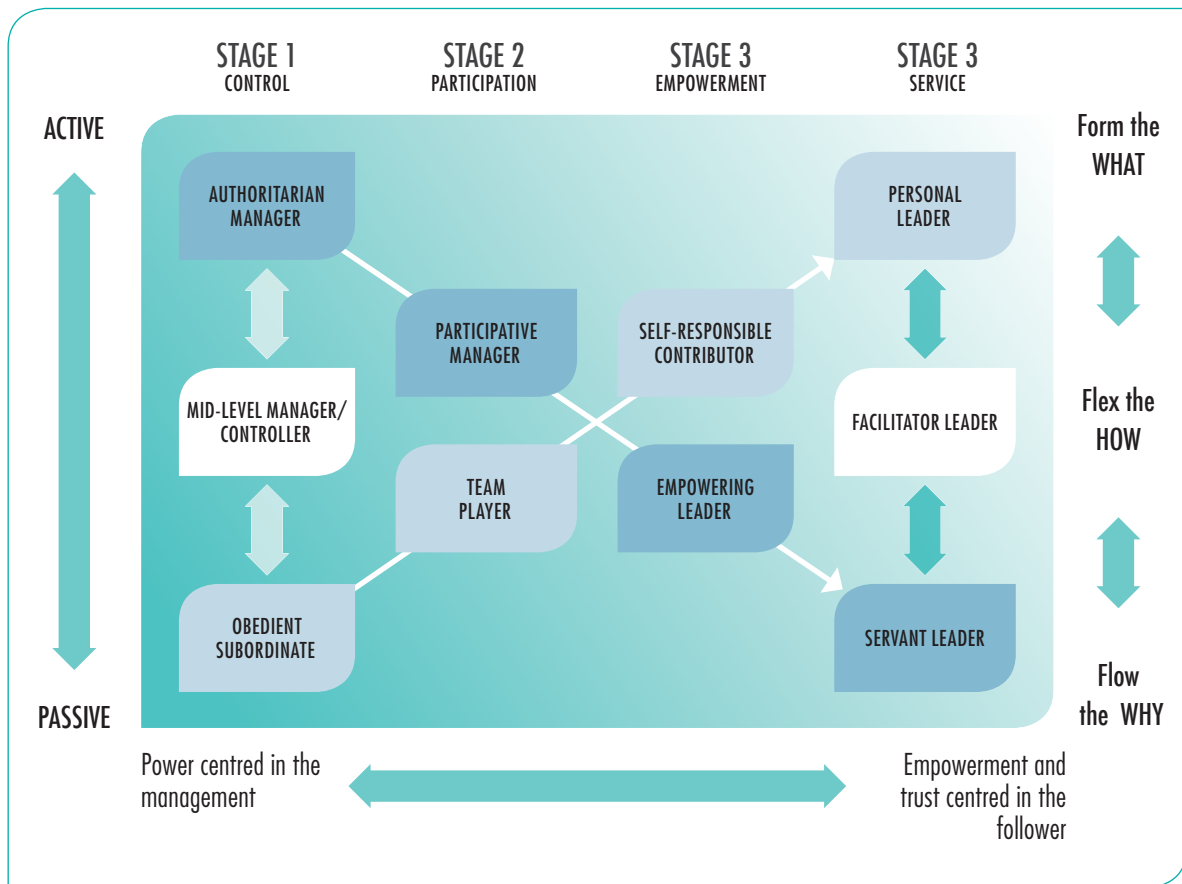 STAGE 1
CONTROL
STAGE 2
PARTICIPATION
STAGE 3
EMPOWERMENT
STAGE 3
SERVICE
ACTIVE
Form the
WHAT
AUTHORITARIAN
MANAGER
PERSONAL
LEADER
PARTICIPATIVE
MANAGER
SELF-RESPONSIBLE
CONTRIBUTOR
MID-LEVEL MANAGER/
CONTROLLER
FACILITATOR LEADER
Flex the
HOW
TEAM
PLAYER
EMPOWERING
LEADER
OBEDIENT
SUBORDINATE
SERVANT LEADER
PASSIVE
Flow
the WHY
Power centred in the
management
Empowerment and
trust centred in the
follower